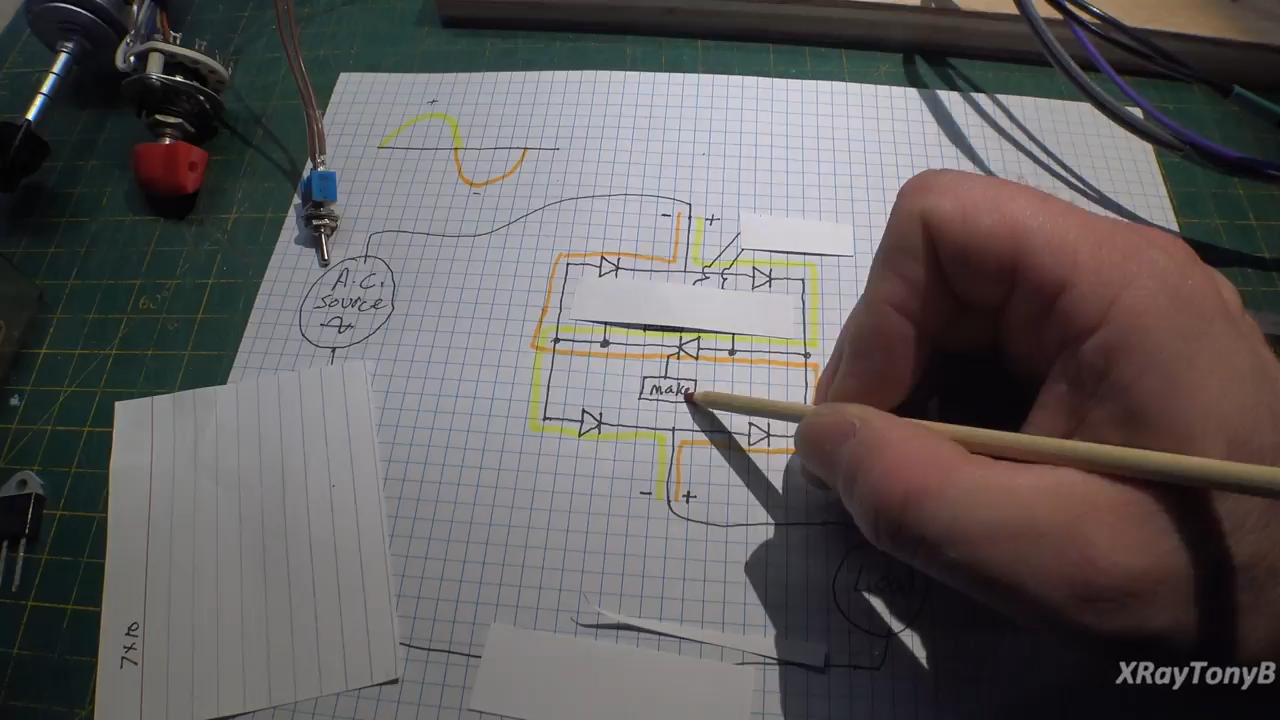 +
-
- +
A.C.
Source
make
- +
7x10
XRayTonyB